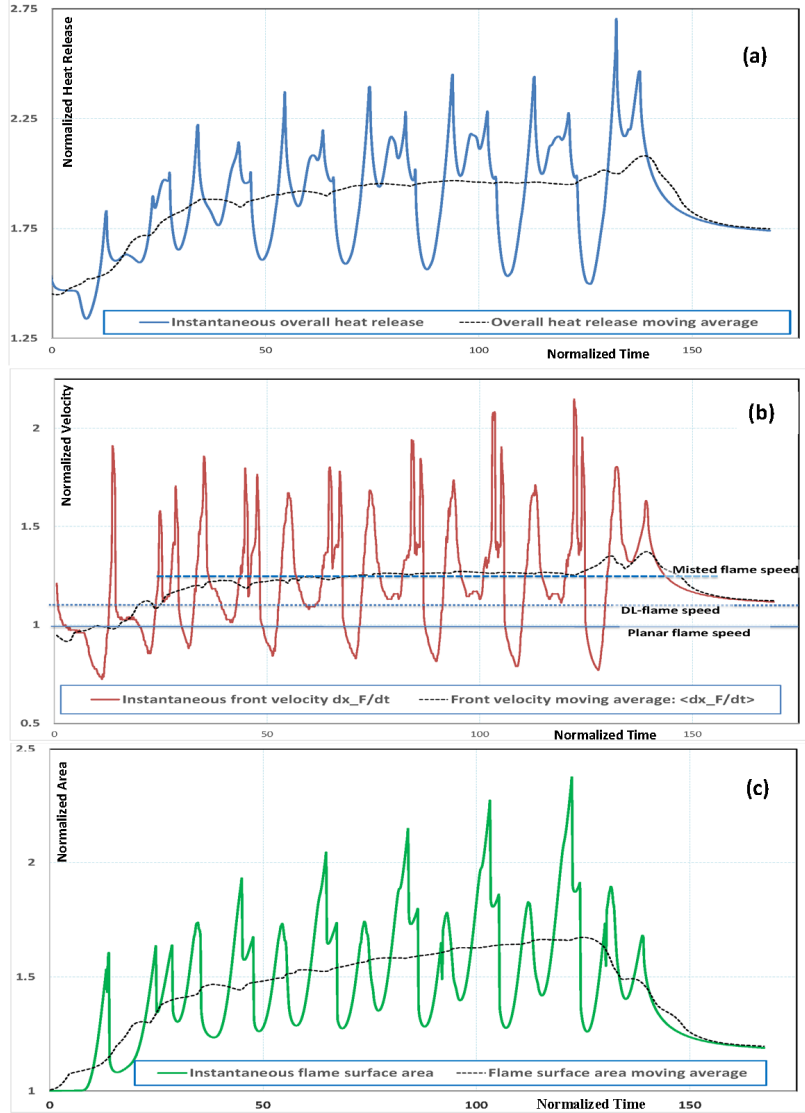 2.75
(a)
Normalized Heat Release
2.25
1.75
1.25
Instantaneous overall heat release
Overall heat release moving average
0
50
100
150
Normalized Time
2
(b)
Normalized Velocity
1.5
Misted flame speed
1
DL-flame speed
Planar flame speed
Instantaneous front velocity dx_F/dt
Front velocity moving average: <dx_F/dt>
0.5
0
50
100
150
Normalized Time
2.5
(c)
Normalized Area
2
1.5
1
Instantaneous flame surface area
Flame surface area moving average
0
50
100
150
Normalized Time